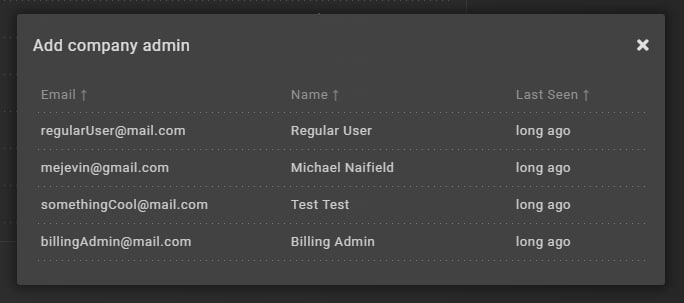 Add company admin
Email ↑ Name ↑ Last Seen ↑
regularUser@mail.com Regular User long ago
mejevin@gmail.com Michael Naifield long ago
somethingCool@mail.com Test Test long ago
billingAdmin@mail.com Billing Admin long ago